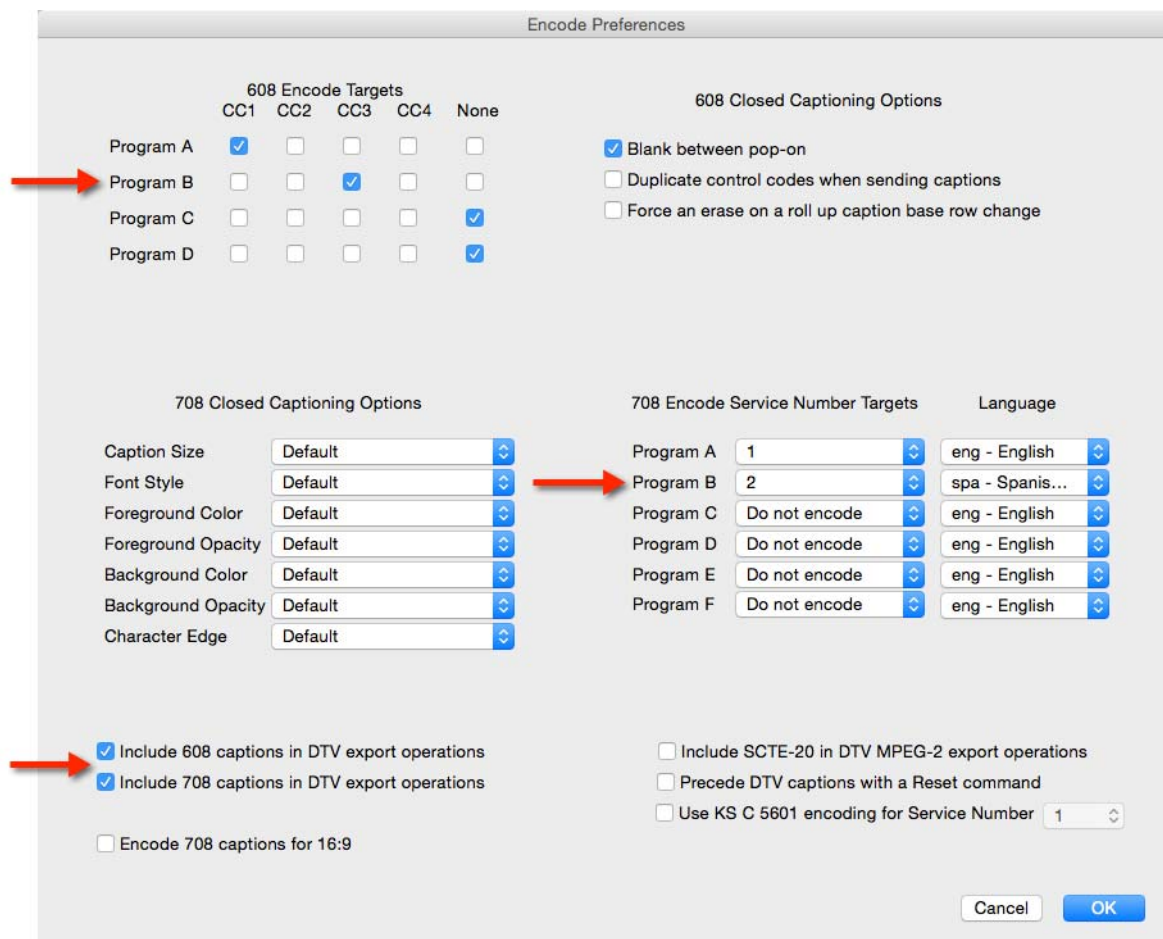 Encode Preferences
608 Encode Targets
CC1 CC2 CC3 CC4 None
Program A
Program B
Program C
Program D
608 Closed Captioning Options
Blank between pop-on
Duplicate control codes when sending captions
Force an erase on a roll up caption base row change
708 Closed Captioning Options
Caption Size Default
Font Style Default
Foreground Color Default
Foreground Opacity Default
Background Color Default
Background Opacity Default
Character Edge Default
708 Encode Service Number Targets Language
Program A 1 eng - English
Program B 2 spa - Spanis...
Program C Do not encode eng - English
Program D Do not encode eng - English
Program E Do not encode eng - English
Program F Do not encode eng - English
Include 608 captions in DTV export operations
Include 708 captions in DTV export operations
Encode 708 captions for 16:9
Include SCTE-20 in DTV MPEG-2 export operations
Precede DTV captions with a Reset command
Use KS C 5601 encoding for Service Number 1
Cancel OK